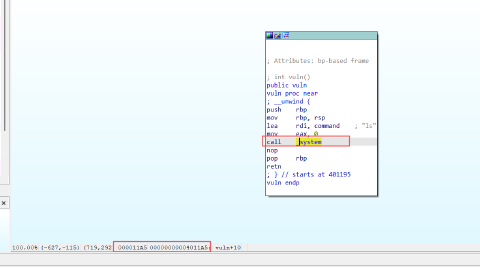 ; Attributes: bp-based frame
; int vuln()
public vuln
vuln proc near
; __unwind {
push rbp
mov rbp, rsp
lea rdi, command ; "ls"
mov eax, 0
call _system
nop
pop rbp
retn
; } // starts at 401195
vuln endp
100.00% (-627,-115) (719,292) 000011A5 00000000004011A5: vuln+10